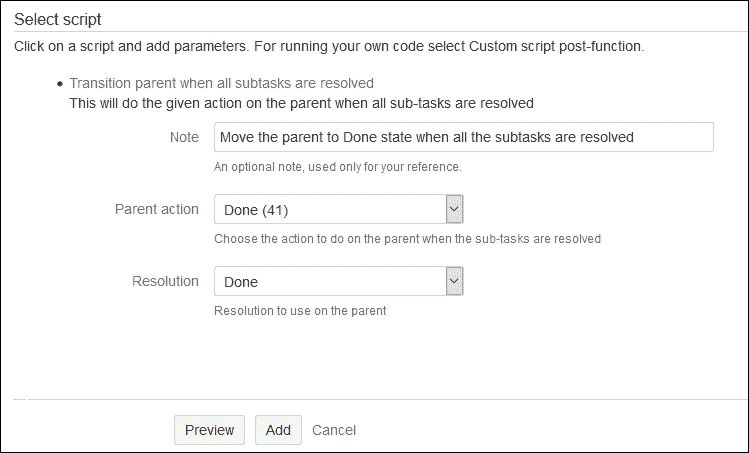 Select script
Click on a script and add parameters. For running your own code select Custom script post-function.
Transition parent when all subtasks are resolved
This will do the given action on the parent when all sub-tasks are resolved
Note Move the parent to Done state when all the subtasks are resolved
An optional note, used only for your reference.
Parent action Done (41)
Choose the action to do on the parent when the sub-tasks are resolved
Resolution Done
Resolution to use on the parent
Preview Add Cancel